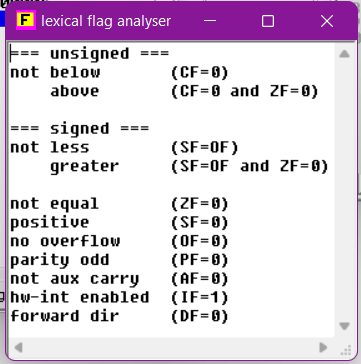 F lexical flag analyser
=== unsigned ===
not below (CF=0)
above (CF=0 and ZF=0)
=== signed ===
not less (SF=OF)
greater (SF=OF and ZF=0)
not equal (ZF=0)
positive (SF=0)
no overflow (OF=0)
parity odd (PF=0)
not aux carry (AF=0)
hw-int enabled (IF=1)
forward dir (DF=0)